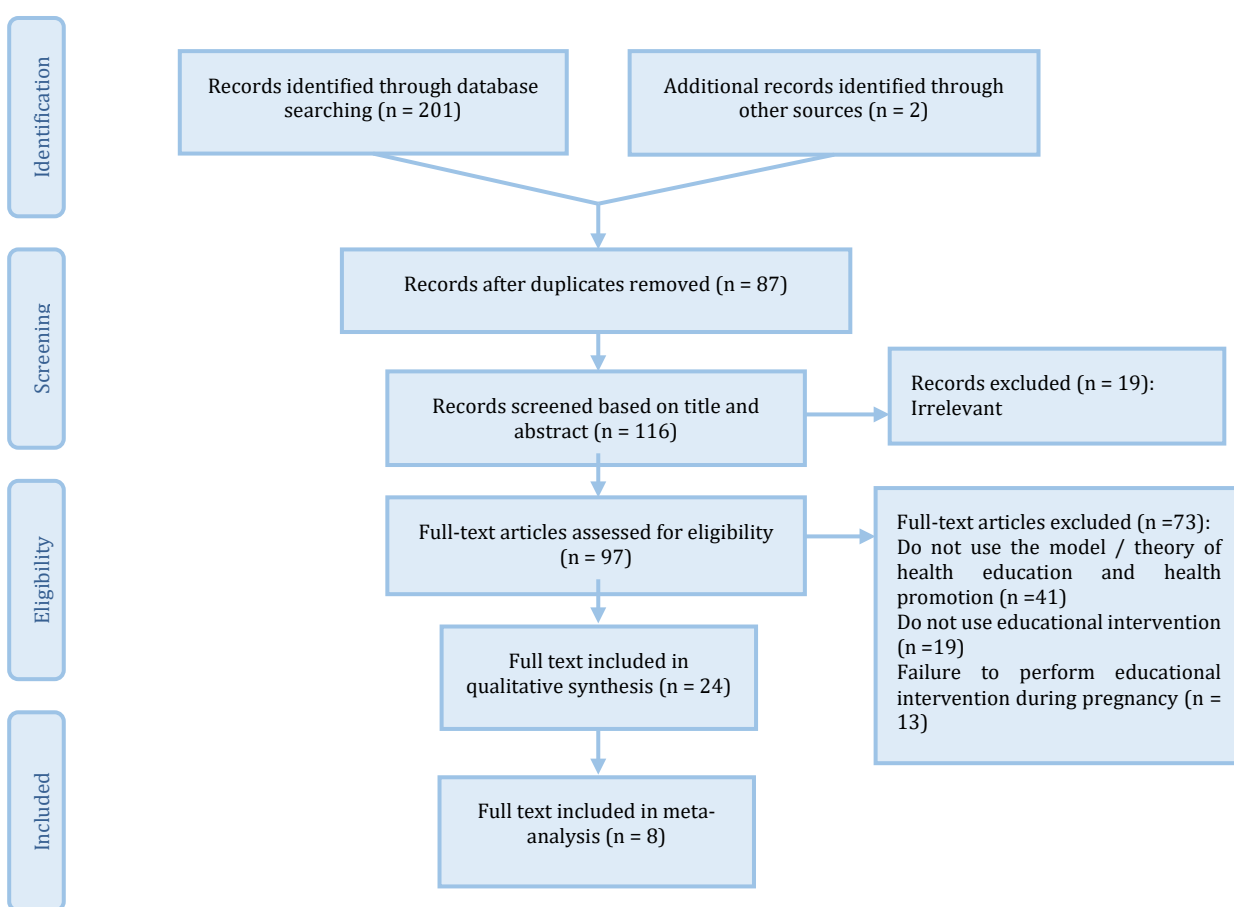 Identification
Records identified through database
searching (n = 201)
Additional records identified through
other sources (n = 2)
Screening
Records after duplicates removed (n = 87)
Records screened based on title and
abstract (n = 116)
Records excluded (n = 19):
Irrelevant
Eligibility
Full-text articles assessed for eligibility
(n = 97)
Full-text articles excluded (n =73):
Do not use the model / theory of
health education and health
promotion (n =41)
Do not use educational intervention
(n =19)
Failure to perform educational
intervention during pregnancy (n =
13)
Full text included in
qualitative synthesis (n = 24)
Included
Full text included in meta-
analysis (n = 8)